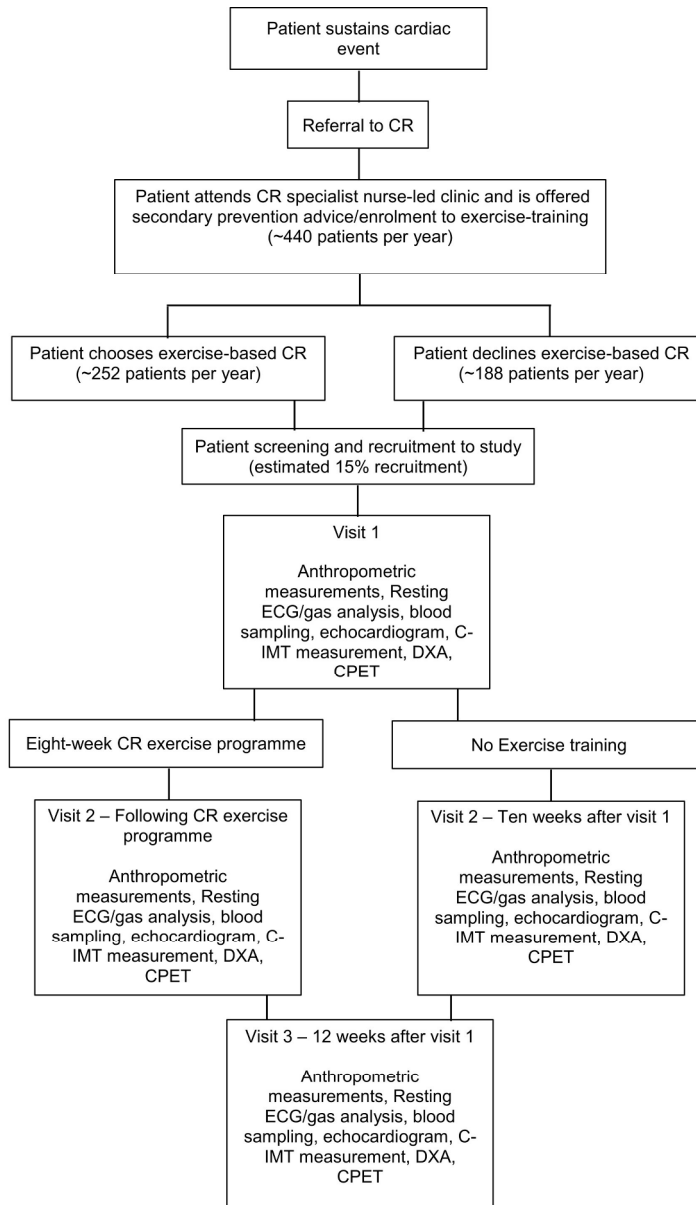 Patient sustains cardiac
event
Referral to CR
Patient attends CR specialist nurse-led clinic and is offered
secondary prevention advice/enrolment to exercise-training
(~440 patients per year)
Patient chooses exercise-based CR
(~252 patients per year)
Patient declines exercise-based CR
(~188 patients per year)
Patient screening and recruitment to study
(estimated 15% recruitment)
Visit 1
Anthropometric
measurements, Resting
ECG/gas analysis, blood
sampling, echocardiogram, C-
IMT measurement, DXA,
CPET
Eight-week CR exercise programme
No Exercise training
Visit 2 – Following CR exercise
programme
Anthropometric
measurements, Resting
ECG/gas analysis, blood
sampling, echocardiogram, C-
IMT measurement, DXA,
CPET
Visit 2 – Ten weeks after visit 1
Anthropometric
measurements, Resting
ECG/gas analysis, blood
sampling, echocardiogram, C-
IMT measurement, DXA,
CPET
Visit 3 – 12 weeks after visit 1
Anthropometric
measurements, Resting
ECG/gas analysis, blood
sampling, echocardiogram, C-
IMT measurement, DXA,
CPET